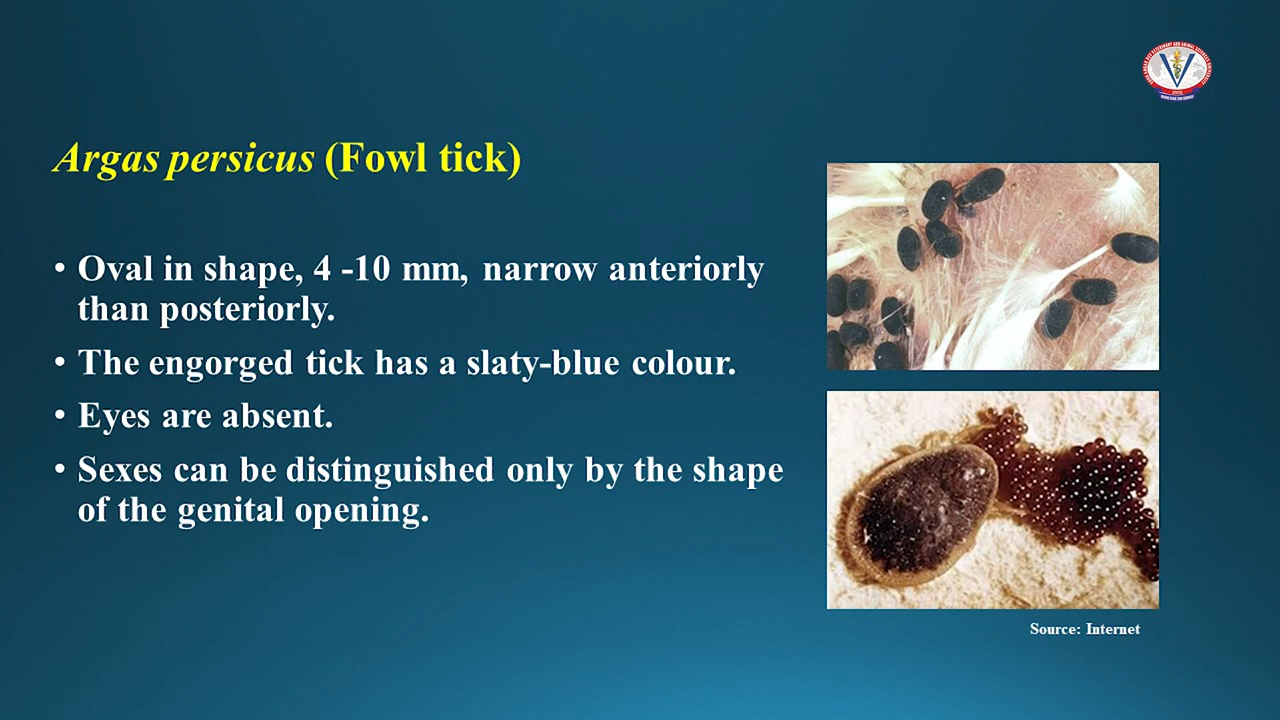 Argas persicus (Fowl tick)
• Oval in shape, 4 -10 mm, narrow anteriorly
than posteriorly.
• The engorged tick has a slaty-blue colour.
• Eyes are absent.
• Sexes can be distinguished only by the shape
of the genital opening.
Source: Internet